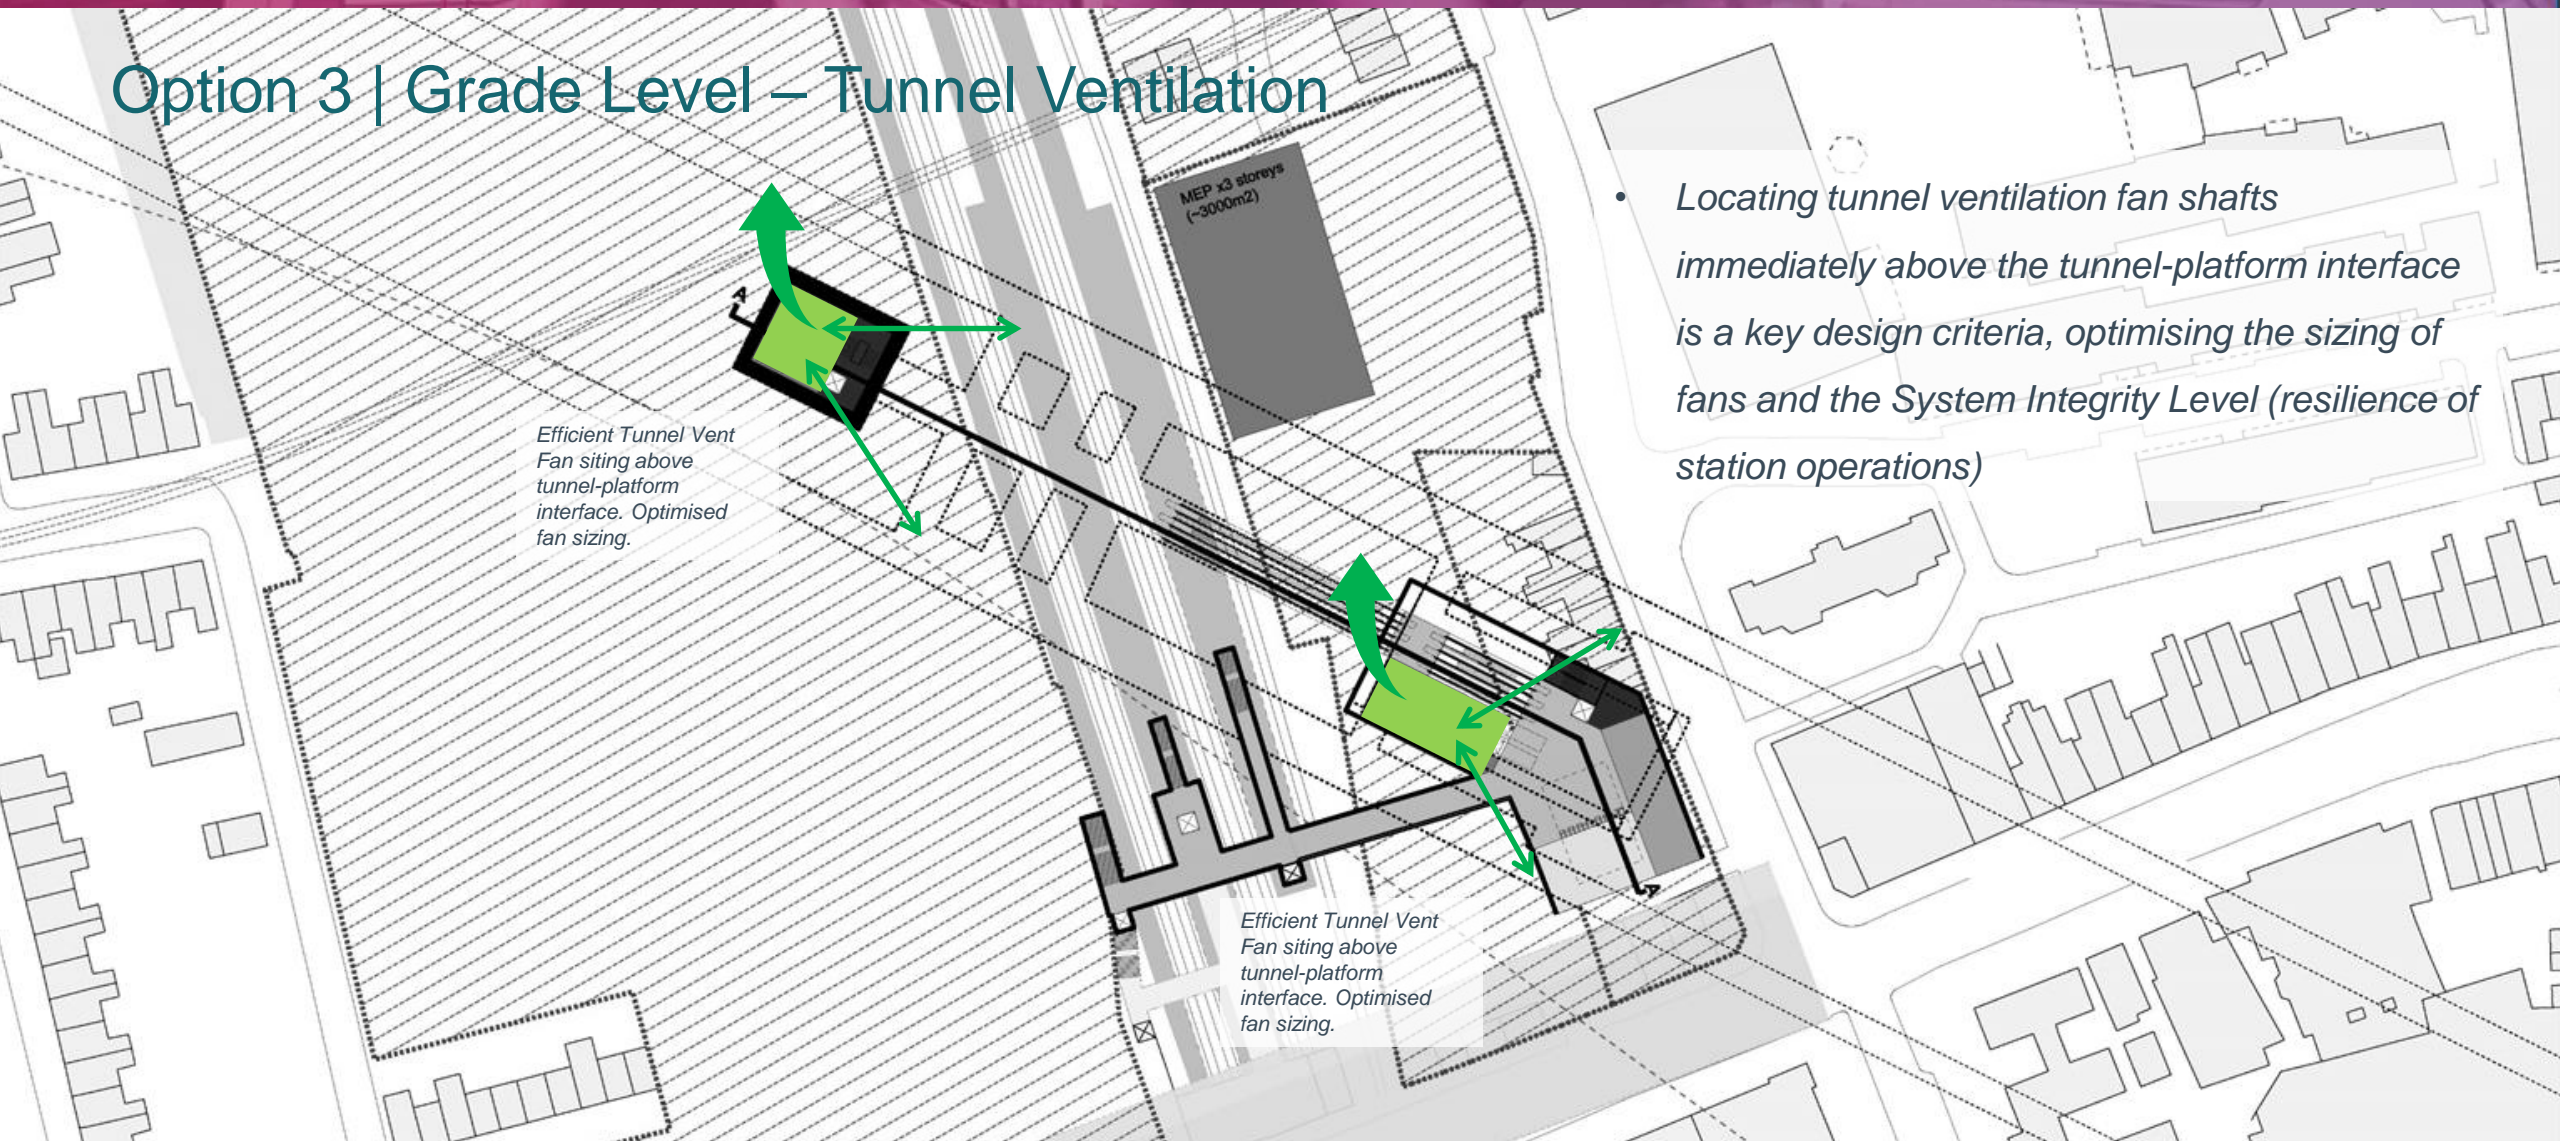 Option 3 | Grade Level – Tunnel Ventilation
MEP x3 storeys
(~3000m2)
• Locating tunnel ventilation fan shafts
immediately above the tunnel-platform interface
is a key design criteria, optimising the sizing of
fans and the System Integrity Level (resilience of
station operations)
A
Efficient Tunnel Vent
Fan siting above
tunnel-platform
interface. Optimised
fan sizing.
A
Efficient Tunnel Vent
Fan siting above
tunnel-platform
interface. Optimised
fan sizing.